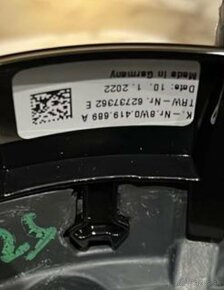 K.-Nr.8W0.419.689 A
TRW-Nr.62737362 E
Date: 10. 1.2022
Made in Germany